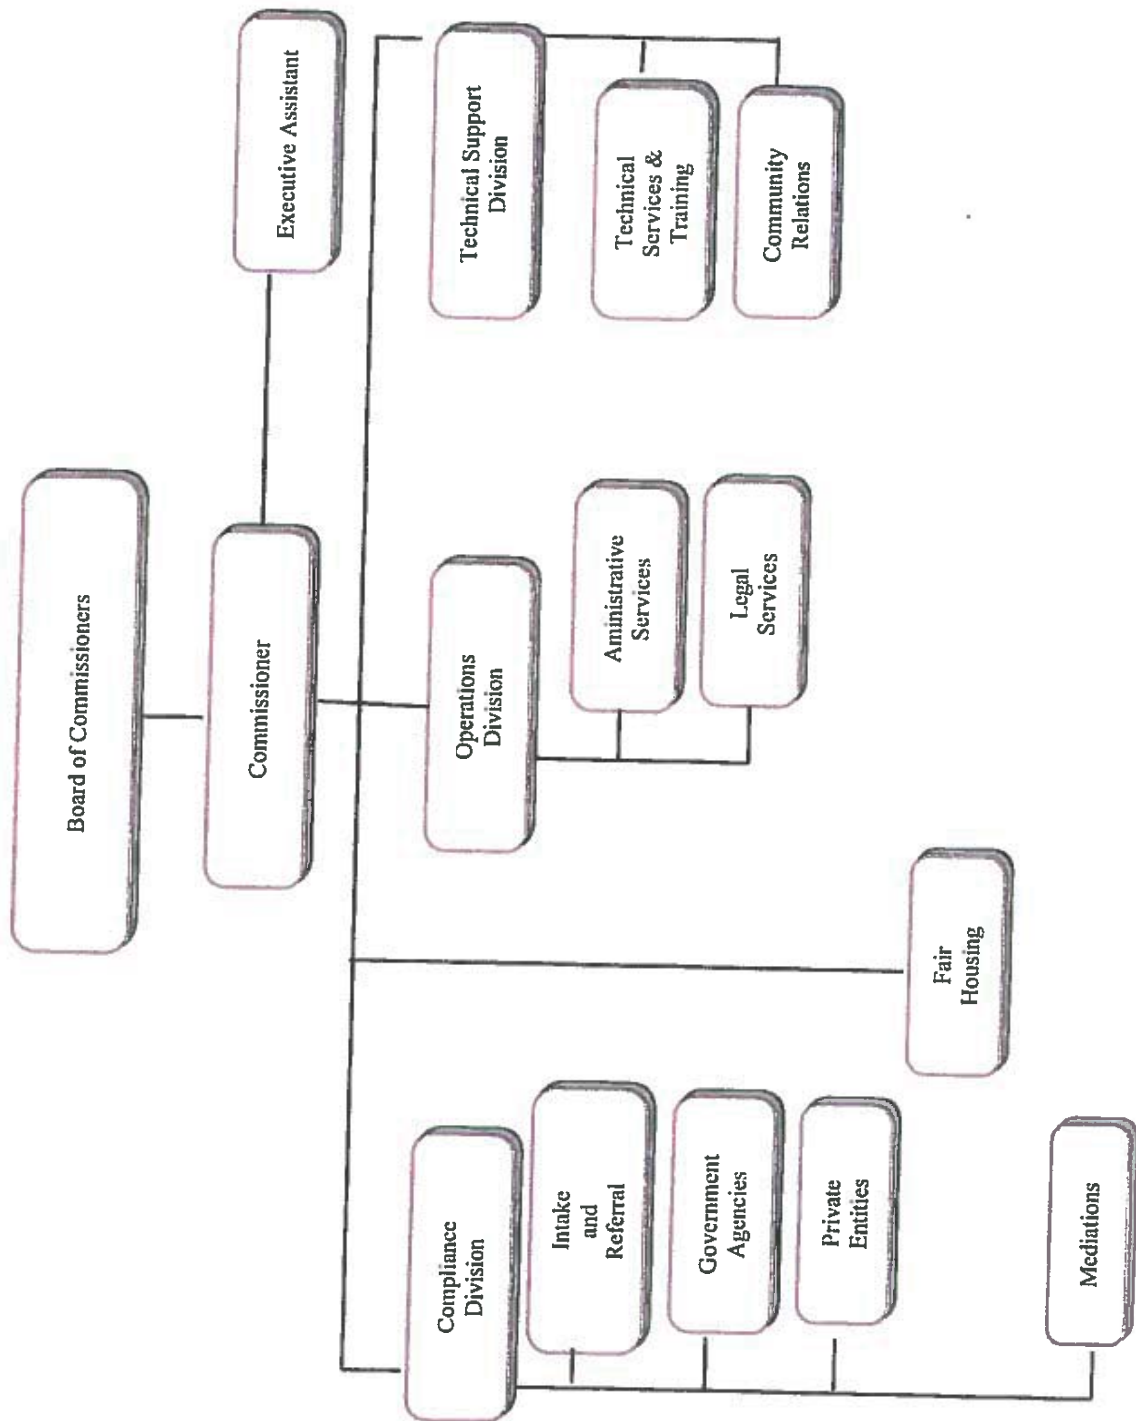 Board of Commissioners
Commissioner
Executive Assistant
Compliance
Division
Intake
and
Referral
Government
Agencies
Private
Entities
Mediations
Fair
Housing
Operations
Division
Aministrative
Services
Legal
Services
Technical Support
Division
Technical
Services &
Training
Community
Relations